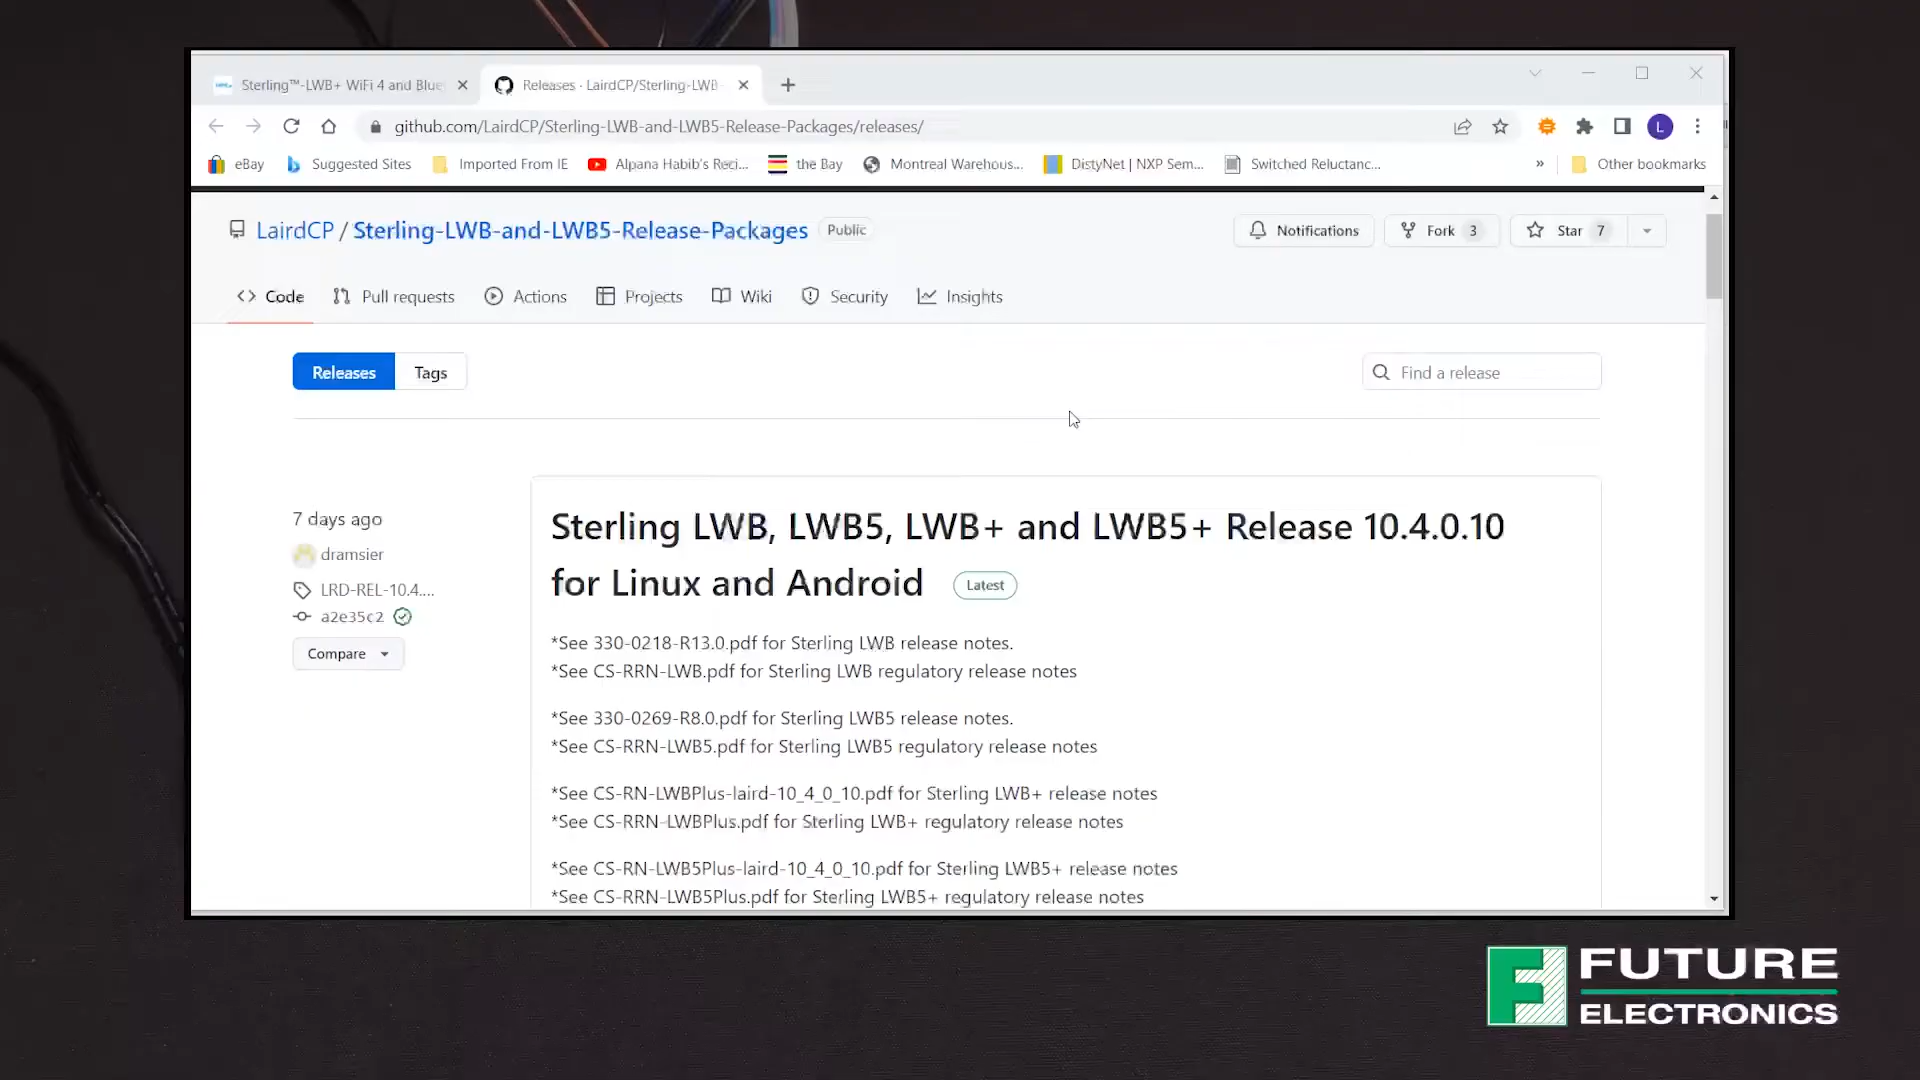 Sterling™-LWB+ WiFi 4 and Blue
Releases · LairdCP/Sterling-LWB-
github.com/LairdCP/Sterling-LWB-and-LWB5-Release-Packages/releases/
L
eBay
Suggested Sites
Imported From IE
Alpana Habib's Reci...
the Bay
Montreal Warehous...
DistyNet | NXP Sem...
Switched Reluctanc...
»
Other bookmarks
LairdCP / Sterling-LWB-and-LWB5-Release-Packages Public
Notifications
Fork 3
Star 7
Code
Pull requests
Actions
Projects
Wiki
Security
Insights
Releases
Tags
Find a release
7 days ago
dramsier
LRD-REL-10.4....
a2e35c2
Compare
Sterling LWB, LWB5, LWB+ and LWB5+ Release 10.4.0.10
for Linux and Android Latest
*See 330-0218-R13.0.pdf for Sterling LWB release notes.
*See CS-RRN-LWB.pdf for Sterling LWB regulatory release notes
*See 330-0269-R8.0.pdf for Sterling LWB5 release notes.
*See CS-RRN-LWB5.pdf for Sterling LWB5 regulatory release notes
*See CS-RN-LWBPlus-laird-10_4_0_10.pdf for Sterling LWB+ release notes
*See CS-RRN-LWBPlus.pdf for Sterling LWB+ regulatory release notes
*See CS-RN-LWB5Plus-laird-10_4_0_10.pdf for Sterling LWB5+ release notes
*See CS-RRN-LWB5Plus.pdf for Sterling LWB5+ regulatory release notes
FUTURE
ELECTRONICS